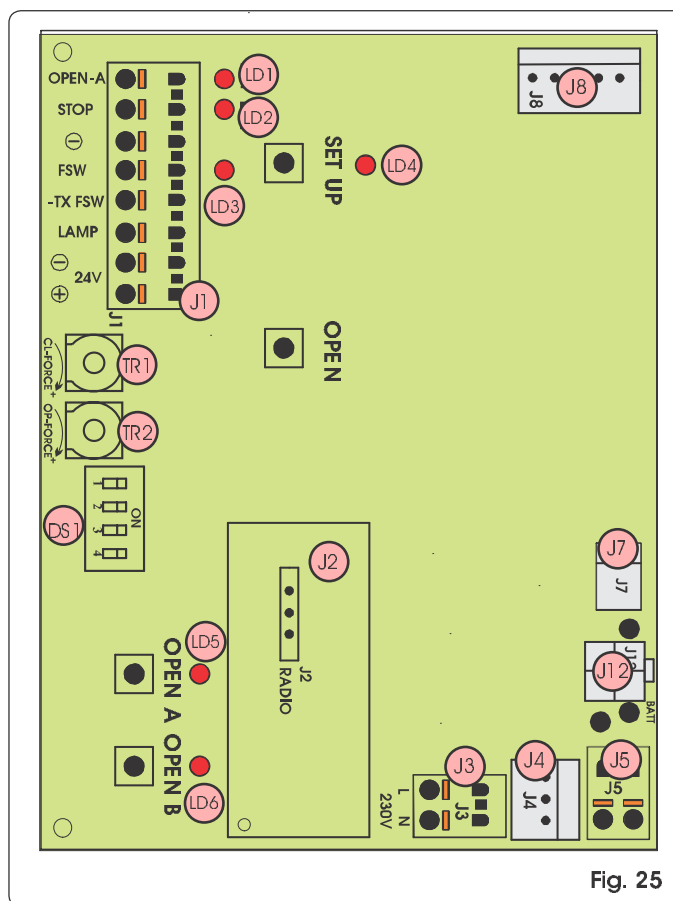 OPEN-A
STOP
⊖
FSW
-TX FSW
LAMP
⊖
24V
⊕
J1
J1
LD1
LD2
LD3
SET UP
LD4
J8
J8
OPEN
CL-FORCE+
TR1
OP-FORCE+
TR2
DS1
1
2
3
4
ON
J2
J2
RADIO
J7
J7
J12
BATT
LD5
OPEN A
OPEN B
LD6
J3
L
N
230V
J3
J4
J4
J5
J5
Fig. 25